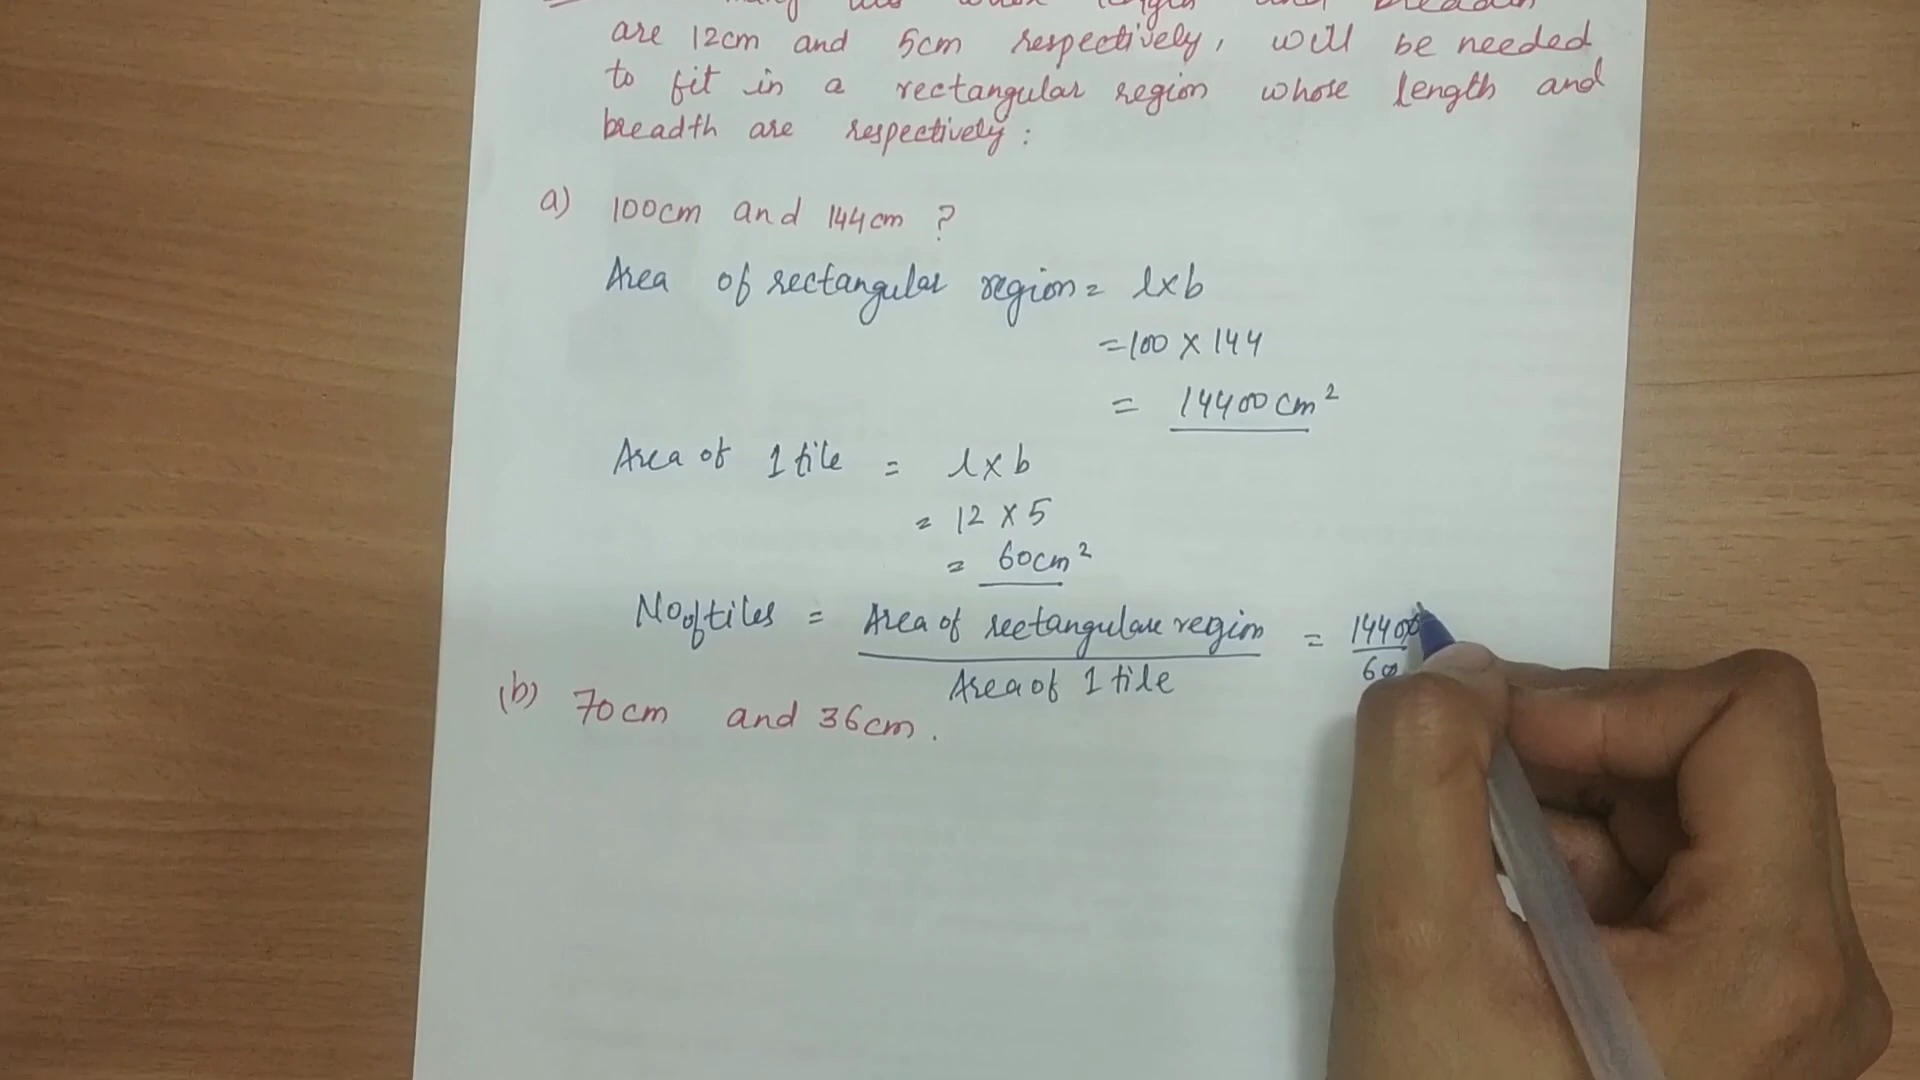 are 12cm and 5cm respectively, will be needed
to fit in a rectangular region whose length and
breadth are respectively:
a) 100cm and 144cm ?
Area of rectangular region = l×b
=100 × 144
= 14400cm²
Area of 1 tile = l×b
= 12 × 5
= 60cm²
No of tiles = Area of rectangular region = 14400
Area of 1 tile 60
(b) 70cm and 36cm.